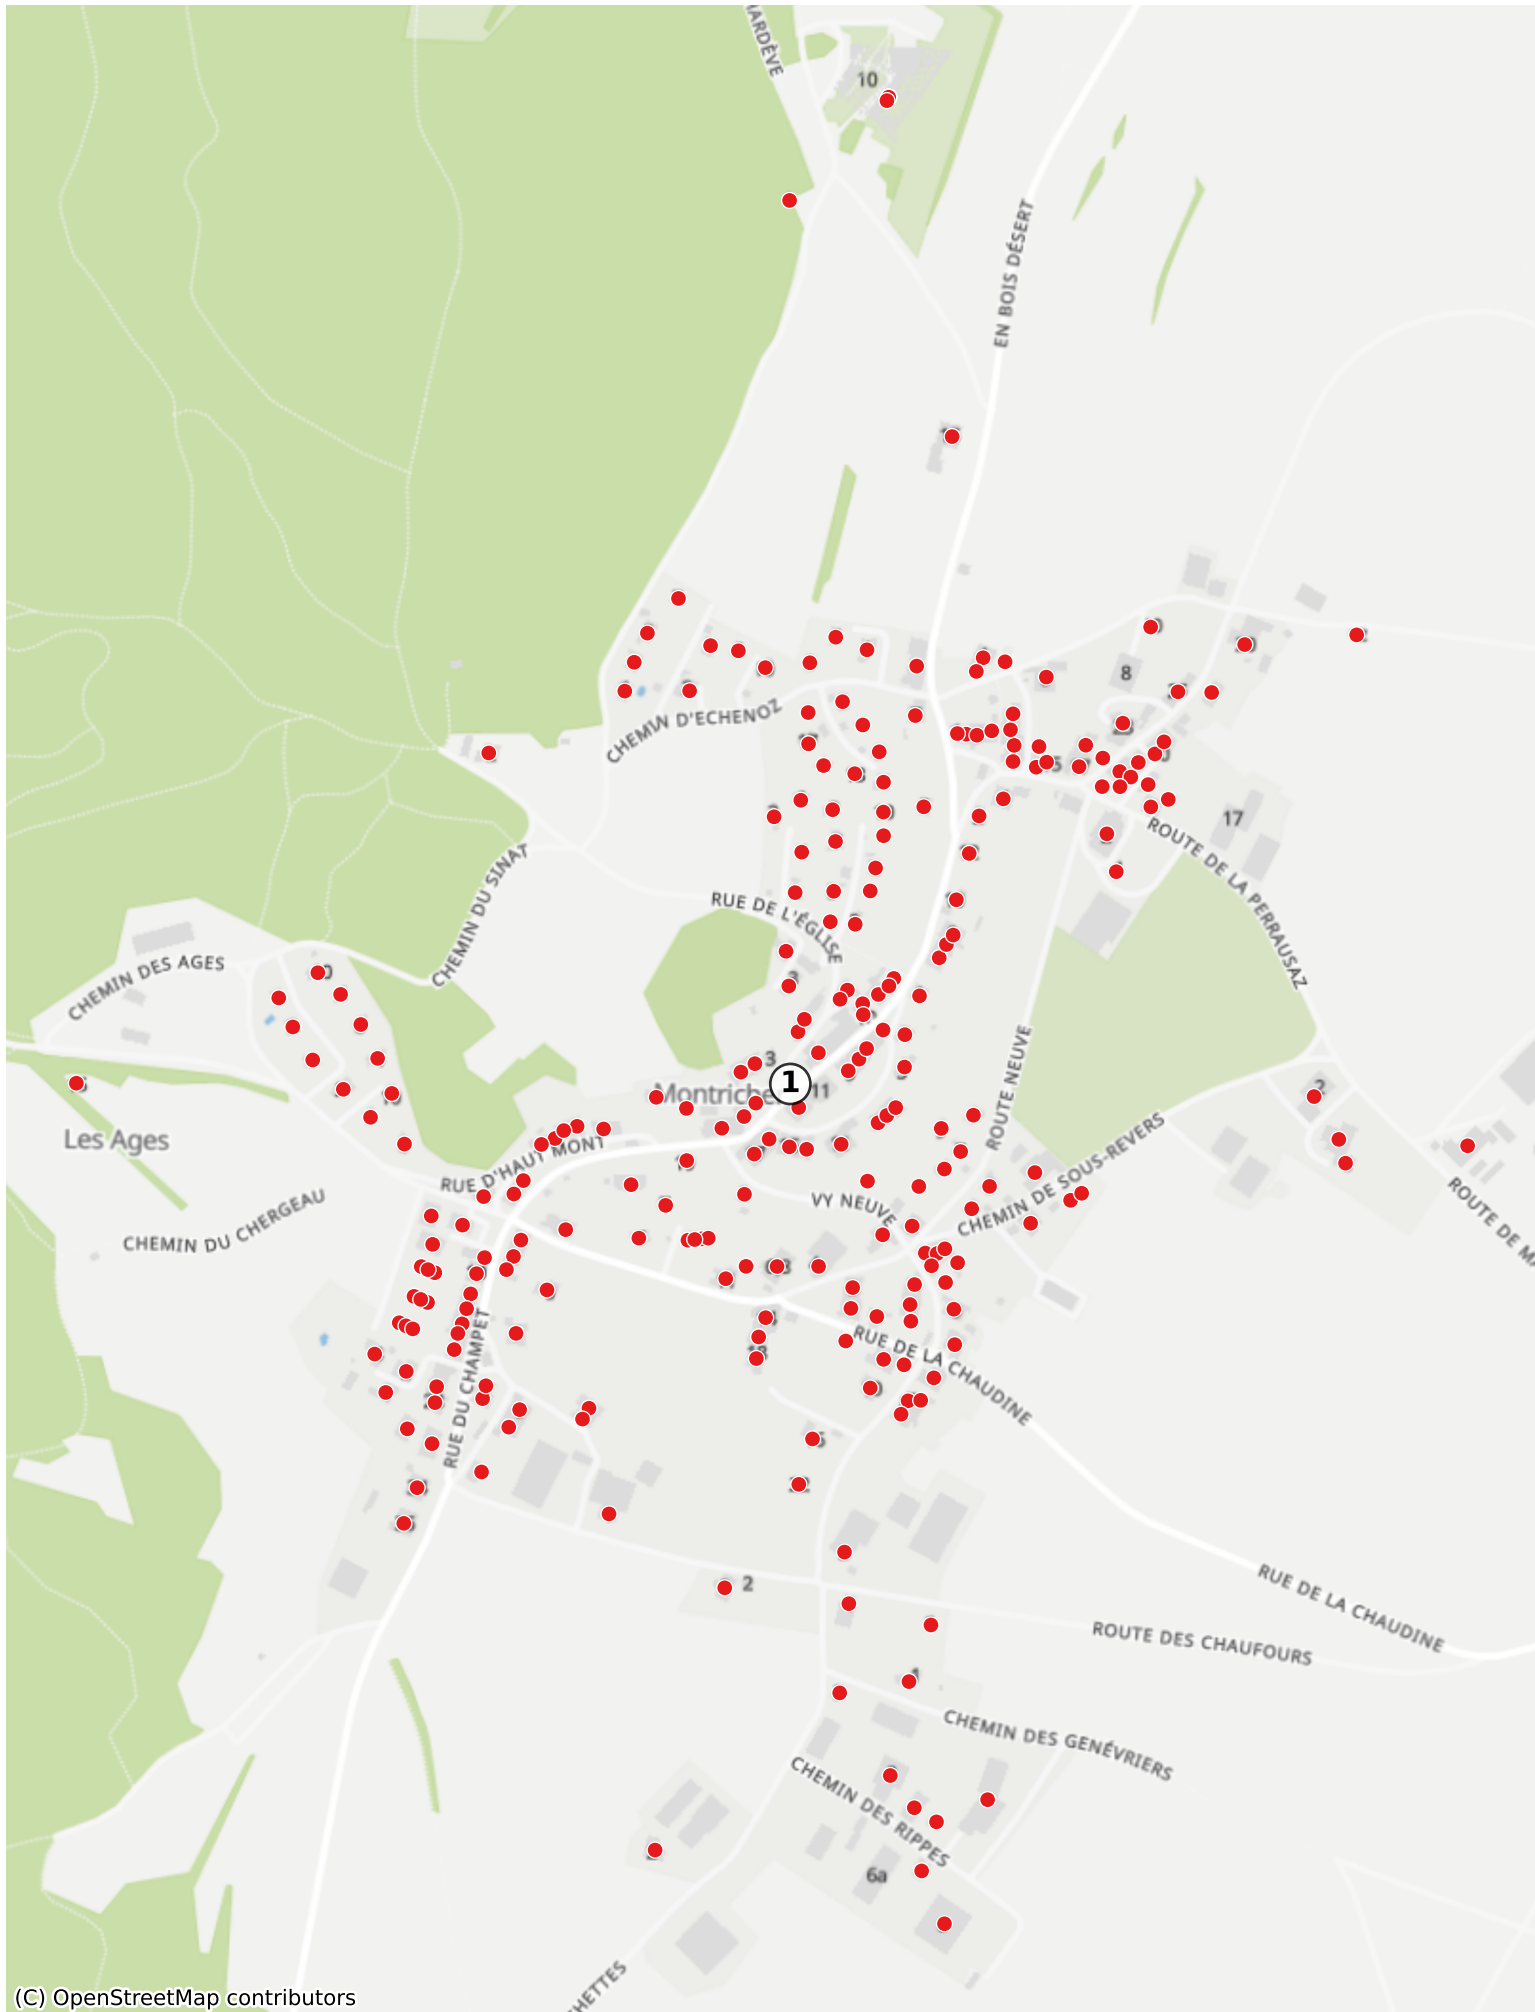 10
EN BOIS DÉSERT
8
CHEMIN D'ECHENOZ
17
ROUTE DE LA PERRAUSAZ
CHEMIN DU SINAT
RUE DE L'ÉGLISE
CHEMIN DES AGES
ROUTE NEUVE
3
1
11
2
Les Ages
RUE D'HAUT MONT
CHEMIN DE SOUS-REVERS
VY NEUVE
CHEMIN DU CHERGEAU
RUE DU CHAMPET
RUE DE LA CHAUDINE
2
RUE DE LA CHAUDINE
ROUTE DES CHAUFOURS
CHEMIN DES GENÉVRIERS
CHEMIN DES RIPPES
6a
(C) OpenStreetMap contributors